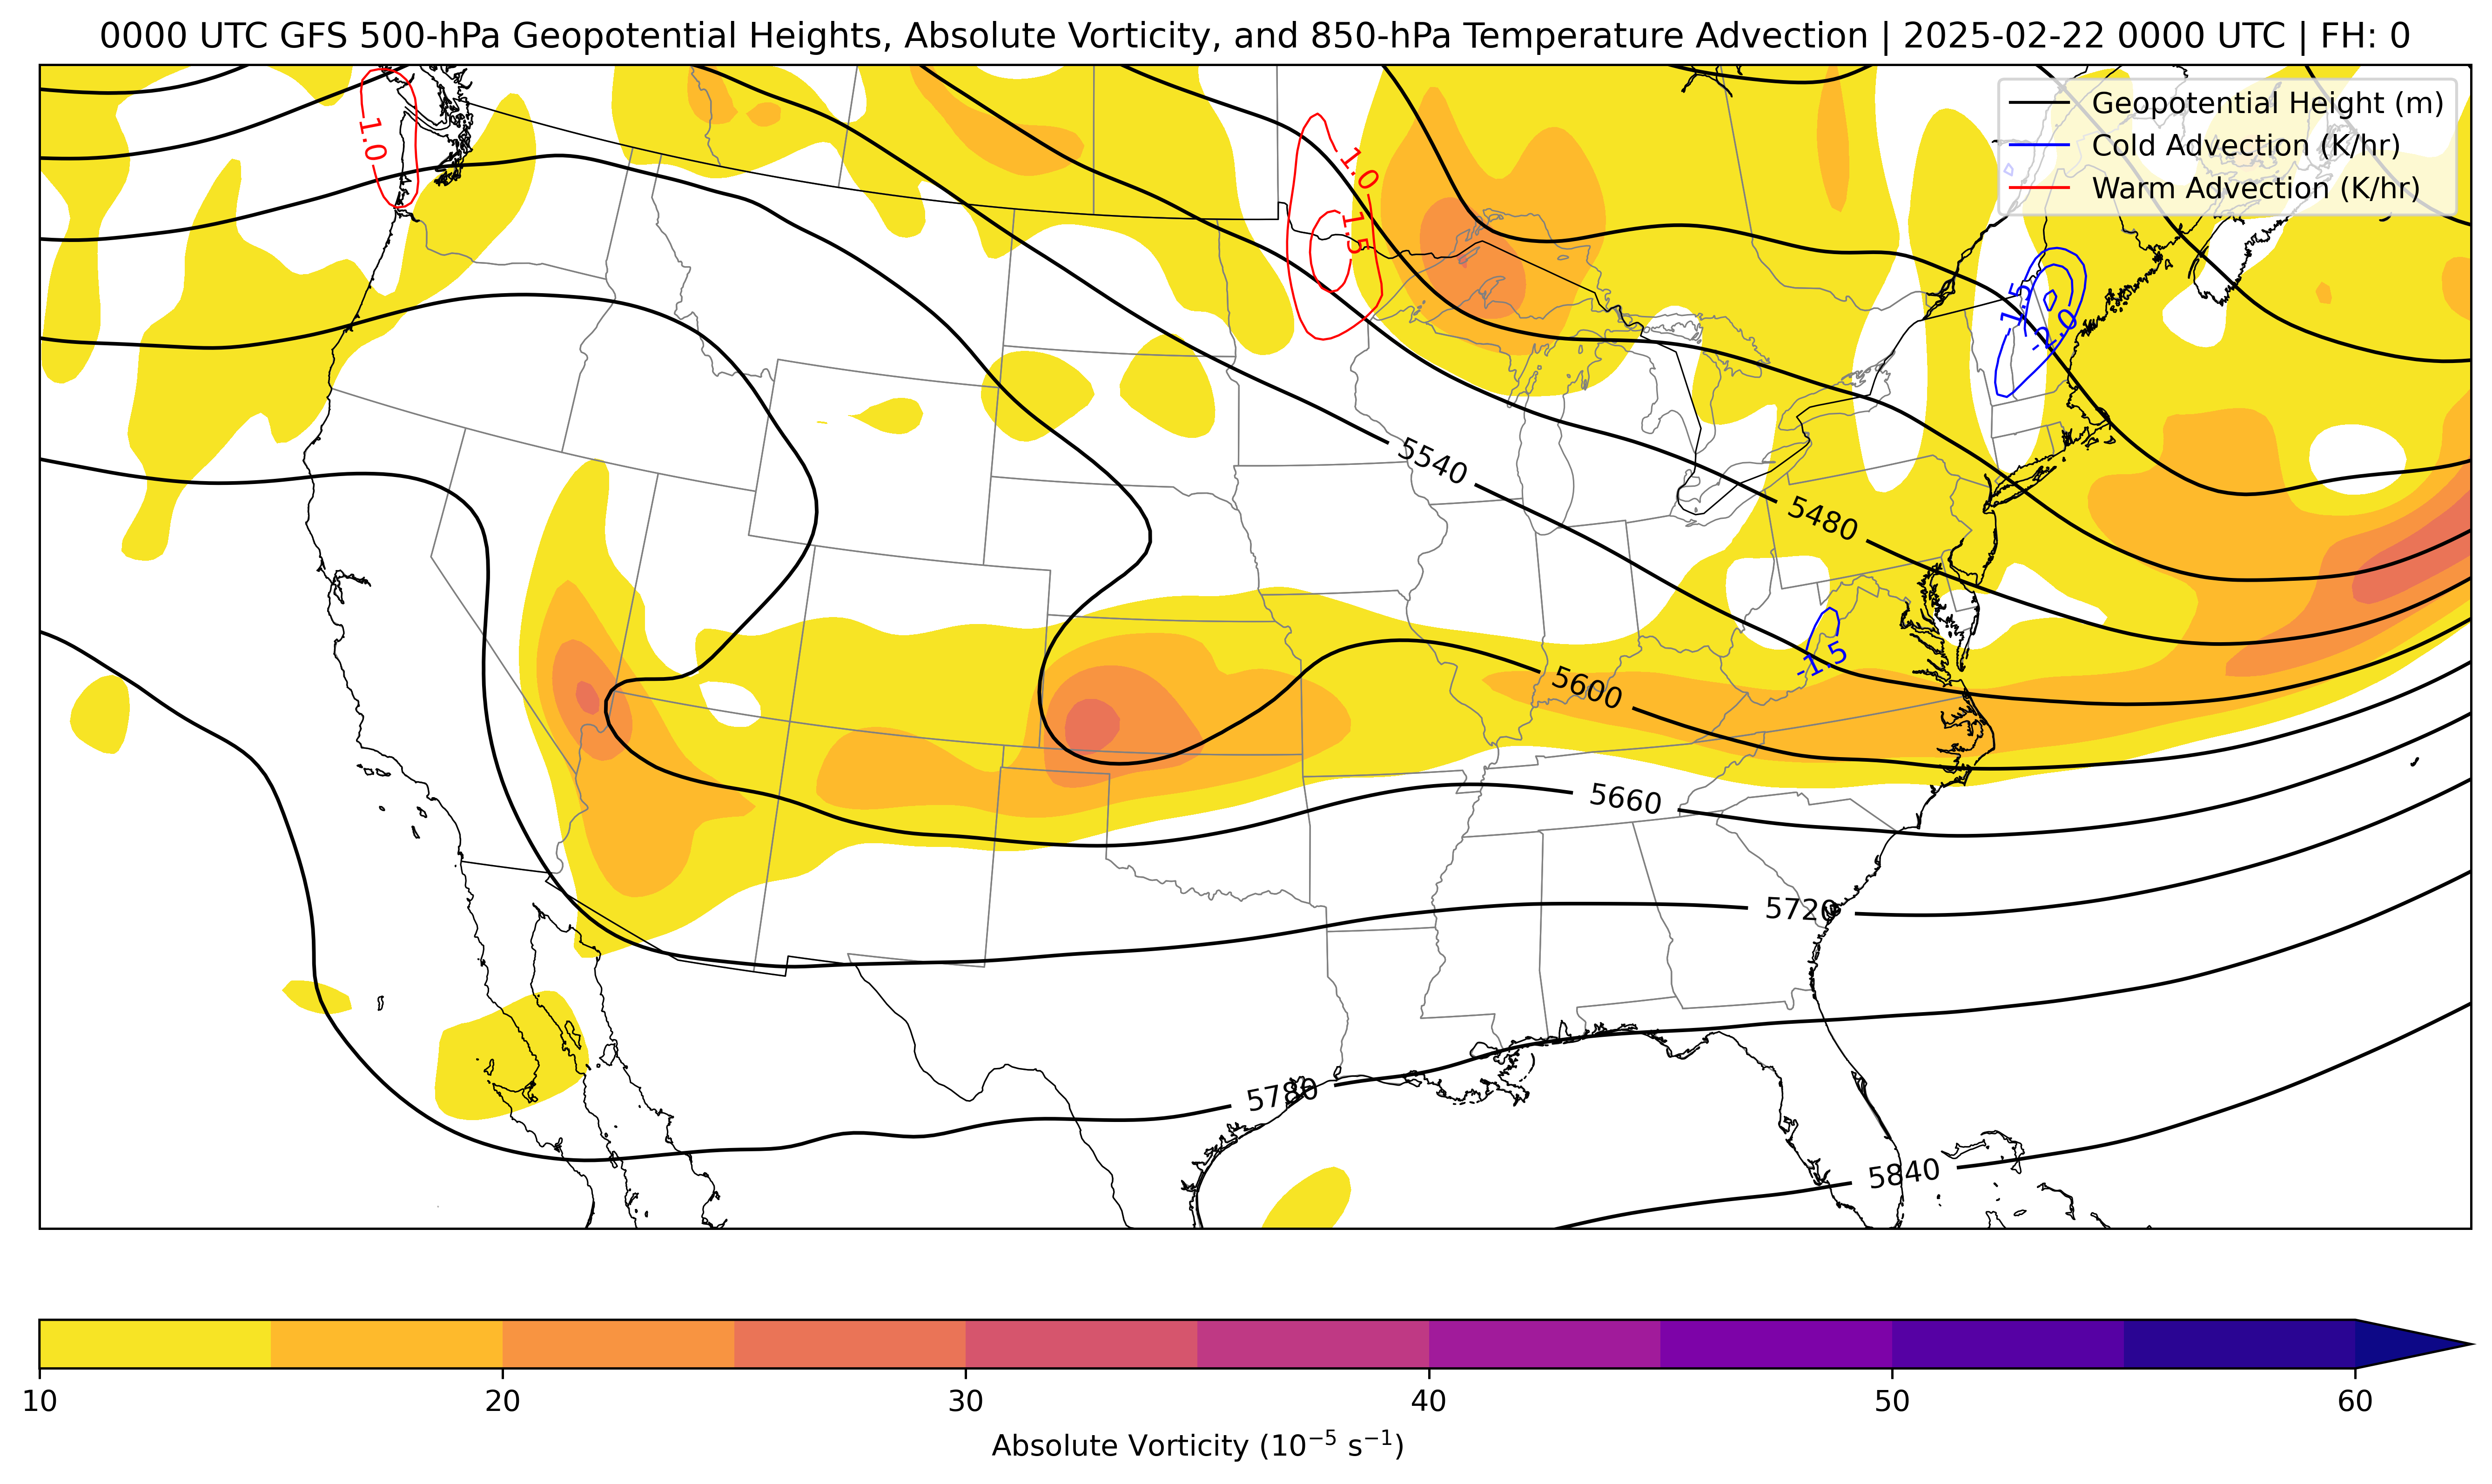 0000 UTC GFS 500-hPa Geopotential Heights, Absolute Vorticity, and 850-hPa Temperature Advection | 2025-02-22 0000 UTC | FH: 0
Geopotential Height (m)
Cold Advection (K/hr)
Warm Advection (K/hr)
1.0
1.0
1.5
-1.5
-2.0
5540
5480
-1.5
5600
5660
5720
5780
5840
10 20 30 40 50 60
Absolute Vorticity (10⁻⁵ s⁻¹)